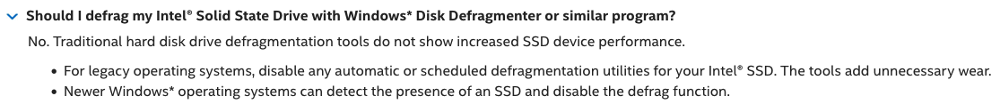 Should I defrag my Intel® Solid State Drive with Windows* Disk Defragmenter or similar program?
No. Traditional hard disk drive defragmentation tools do not show increased SSD device performance.
• For legacy operating systems, disable any automatic or scheduled defragmentation utilities for your Intel® SSD. The tools add unnecessary wear.
• Newer Windows* operating systems can detect the presence of an SSD and disable the defrag function.